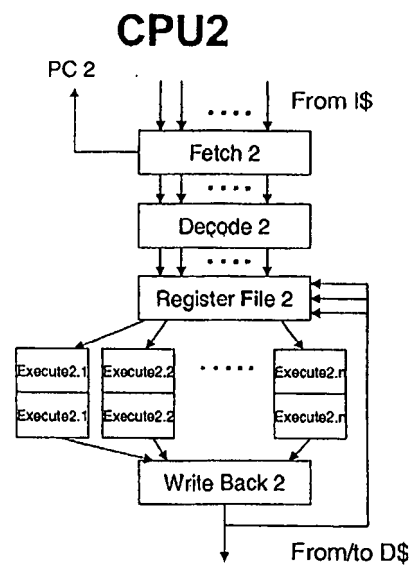 CPU2
PC 2
From I$
Fetch 2
Decode 2
Register File 2
Execute2.1 Execute2.2 Execute2.n
Execute2.1 Execute2.2 Execute2.n
Write Back 2
From/to D$